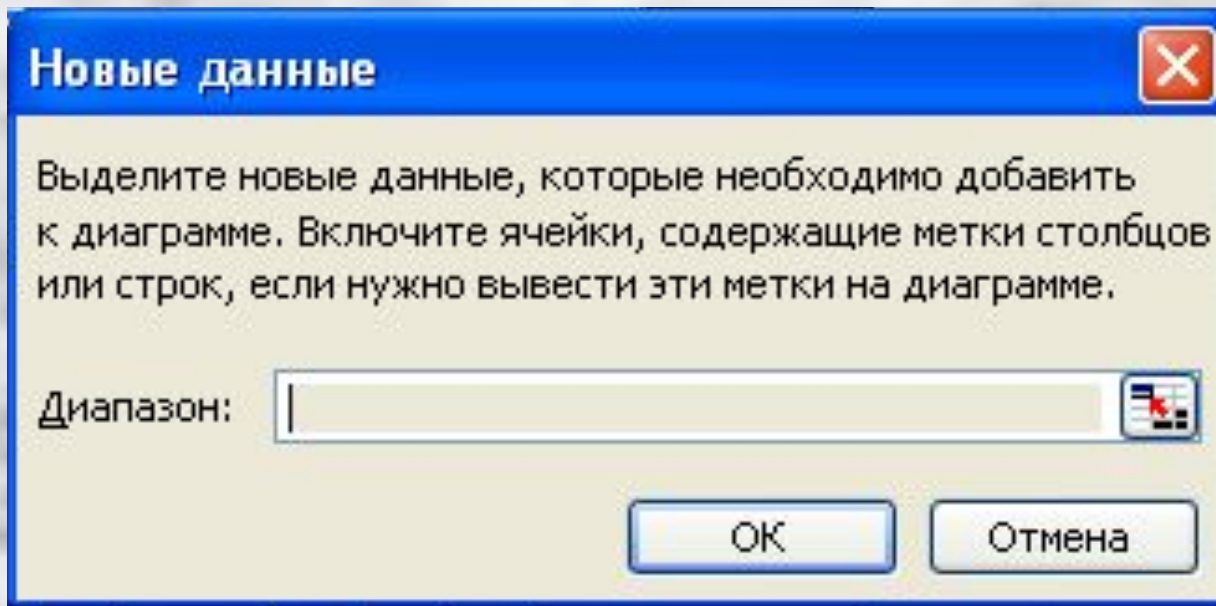 Новые данные
Выделите новые данные, которые необходимо добавить
к диаграмме. Включите ячейки, содержащие метки столбцов
или строк, если нужно вывести эти метки на диаграмме.
Диапазон:
ОК Отмена